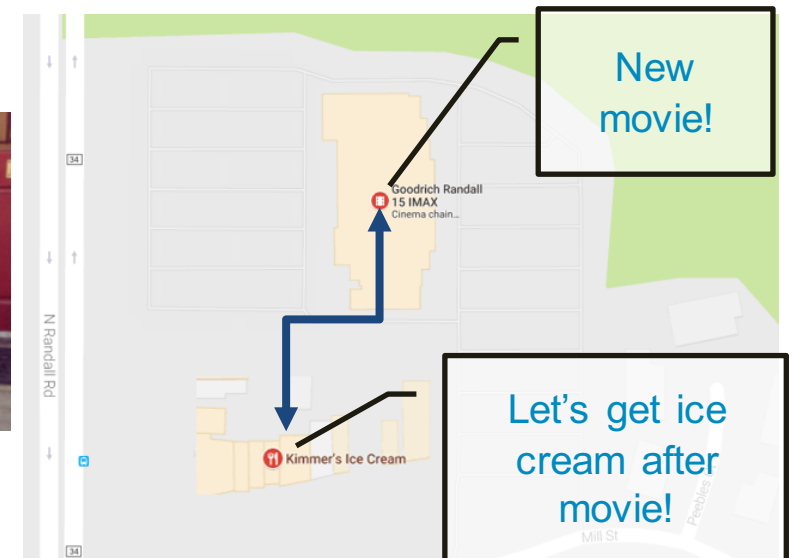 New
movie!
34
Goodrich Randall
15 IMAX
Cinema chain...
N Randall Rd
Let's get ice
cream after
movie!
Kimmer's Ice Cream
Peebles
Mill St
34